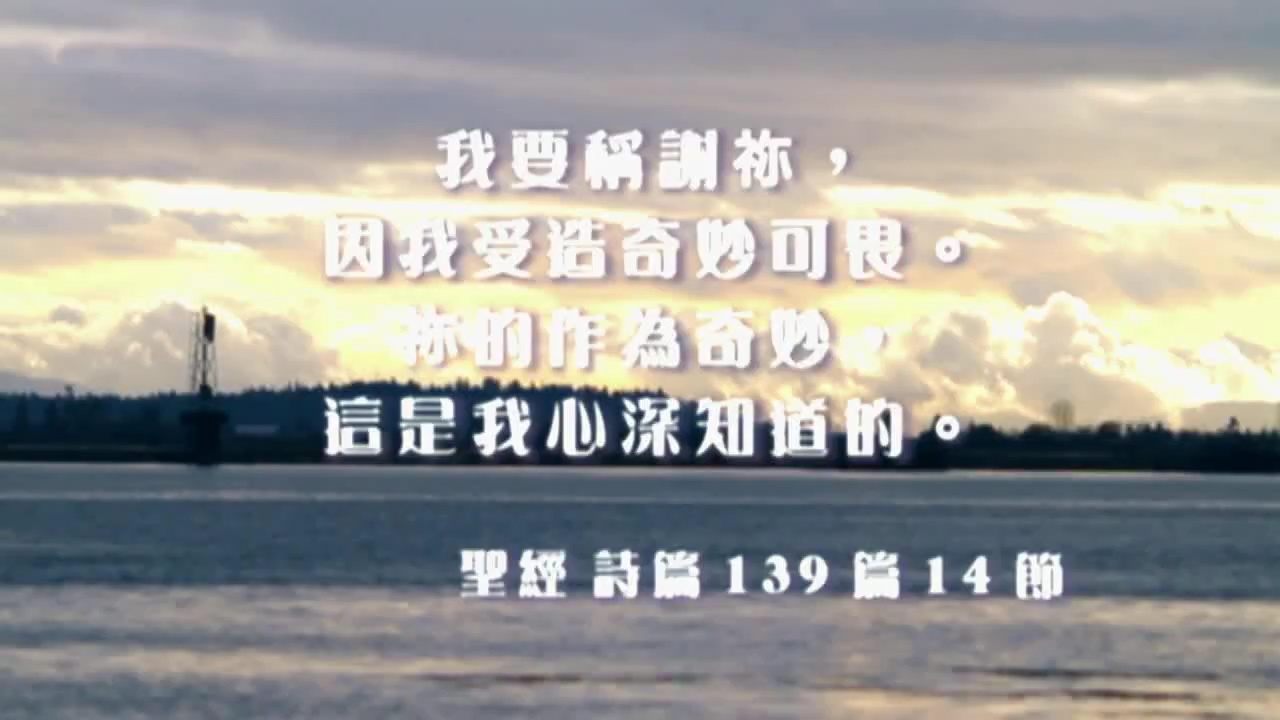 我要稱謝祢，
因我受造奇妙可畏。
祢的作為奇妙，
這是我心深知道的。
聖經 詩篇 139 篇 14 節